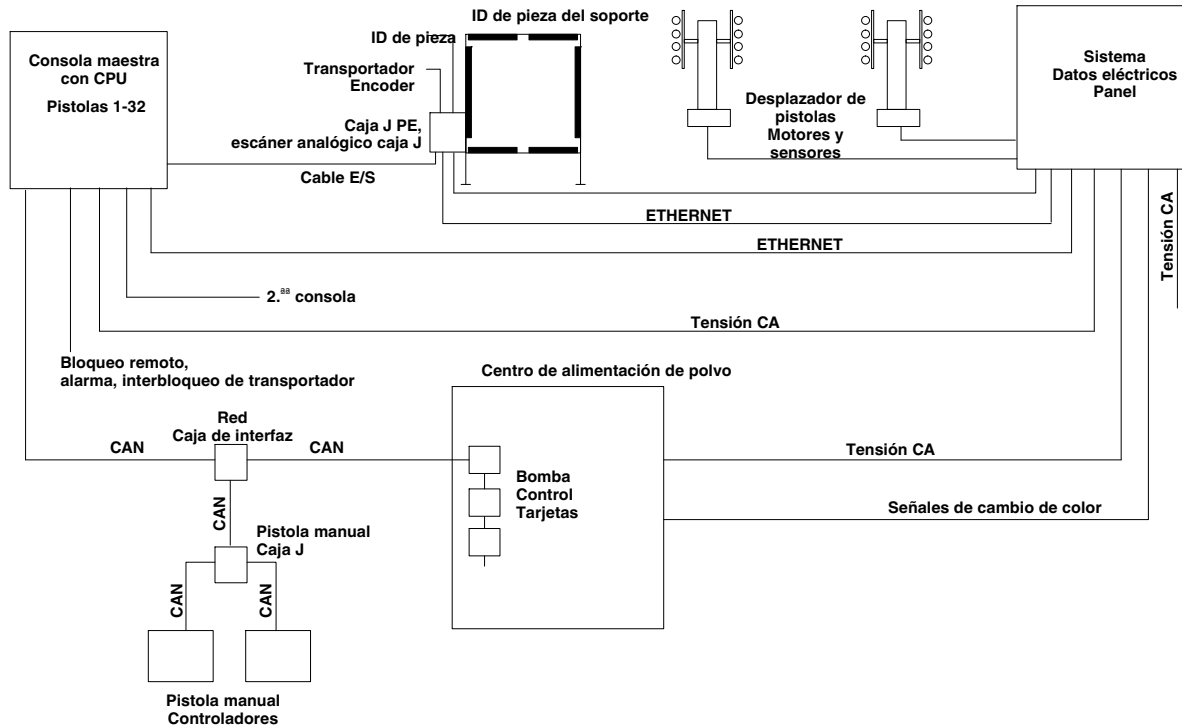 ID de pieza del soporte
ID de pieza
Consola maestra
con CPU
Pistolas 1-32
Transportador
Encoder
Caja J PE,
escáner analógico caja J
Cable E/S
Desplazador de
pistolas
Motores y
sensores
Sistema
Datos eléctricos
Panel
ETHERNET
ETHERNET
Tensión CA
2.ªª consola
Tensión CA
Bloqueo remoto,
alarma, interbloqueo de transportador
Centro de alimentación de polvo
Red
Caja de interfaz
CAN
CAN
CAN
Bomba
Control
Tarjetas
Tensión CA
Señales de cambio de color
Pistola manual
Caja J
CAN
CAN
Pistola manual
Controladores